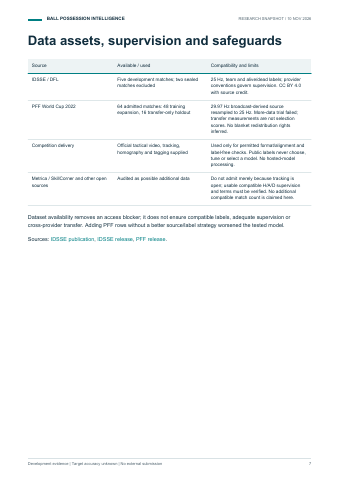 BALL POSSESSION INTELLIGENCE
RESEARCH SNAPSHOT / 10 NOV 2026
Data assets, supervision and safeguards
Source
Available / used
Compatibility and limits
IDSSE / DFL
Five development matches; two sealed
matches excluded
25 Hz, team and alive/dead labels; provider
conventions govern supervision. CC BY 4.0
with source credit.
PFF World Cup 2022
64 admitted matches; 48 training
expansion, 16 transfer-only holdout
29.97 Hz broadcast-derived source
resampled to 25 Hz. More-data trial failed;
transfer measurements are not selection
scores. No blanket redistribution rights
inferred.
Competition delivery
Official tactical video, tracking,
homography and tagging supplied
Used only for permitted format/alignment and
label-free checks. Public labels never choose,
tune or select a model. No hosted-model
processing.
Metrica / SkillCorner and other open
sources
Audited as possible additional data
Do not admit merely because tracking is
open; usable compatible H/A/D supervision
and terms must be verified. No additional
compatible match count is claimed here.
Dataset availability removes an access blocker; it does not ensure compatible labels, adequate supervision or
cross-provider transfer. Adding PFF rows without a better source/label strategy worsened the tested model.
Sources: IDSSE publication, IDSSE release, PFF release.
Development evidence | Target accuracy unknown | No external submission
7